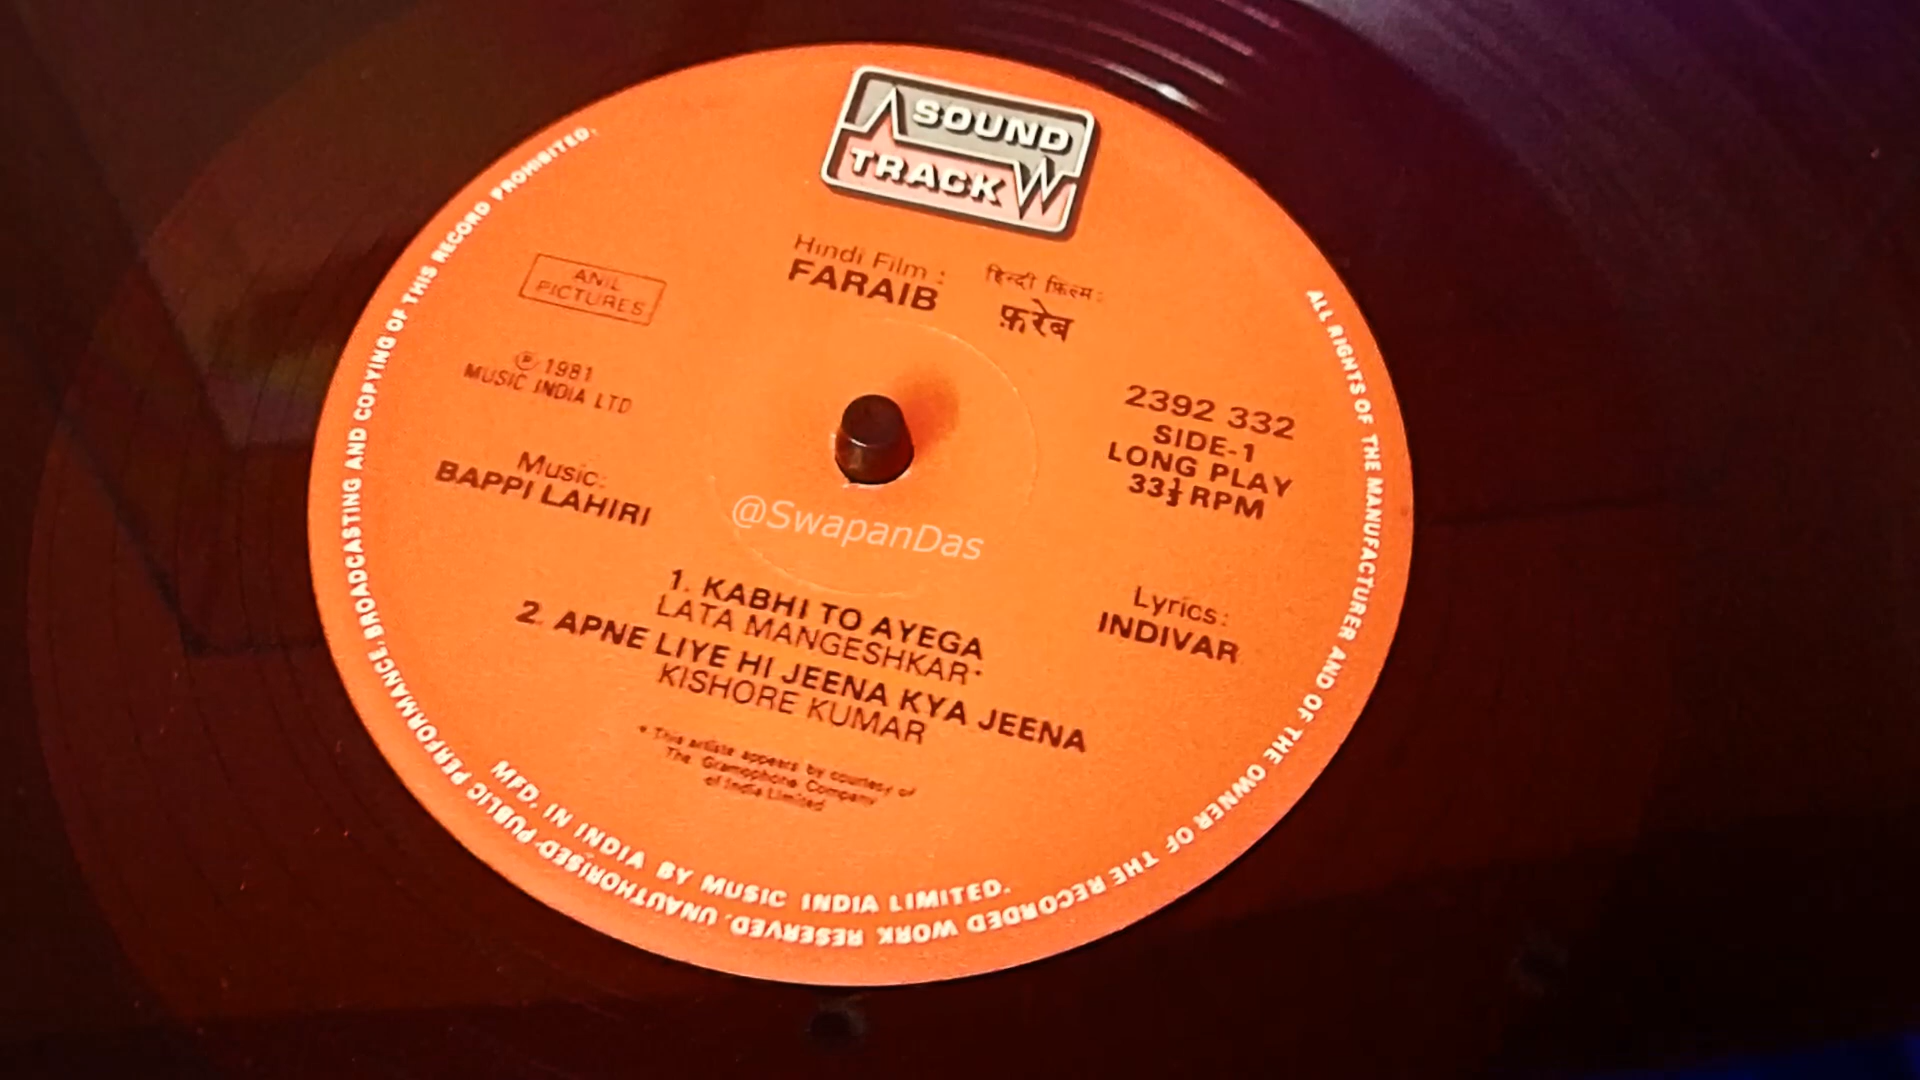 SOUND
TRACK
Hindi Film :
FARAIB
हिन्दी फ़िल्म :
फ़रेब
ANIL
PICTURES
℗ 1981
MUSIC INDIA LTD
2392 332
SIDE-1
LONG PLAY
33⅓ RPM
Music:
BAPPI LAHIRI
@SwapanDas
Lyrics:
INDIVAR
1. KABHI TO AYEGA
LATA MANGESHKAR*
2. APNE LIYE HI JEENA KYA JEENA
KISHORE KUMAR
* This artiste appears by courtesy of
The Gramophone Company
of India Limited
MFD. IN INDIA BY MUSIC INDIA LIMITED.
ALL RIGHTS OF THE MANUFACTURER AND OF THE OWNER OF THE RECORDED WORK RESERVED. UNAUTHORISED PUBLIC PERFORMANCE, BROADCASTING AND COPYING OF THIS RECORD PROHIBITED.